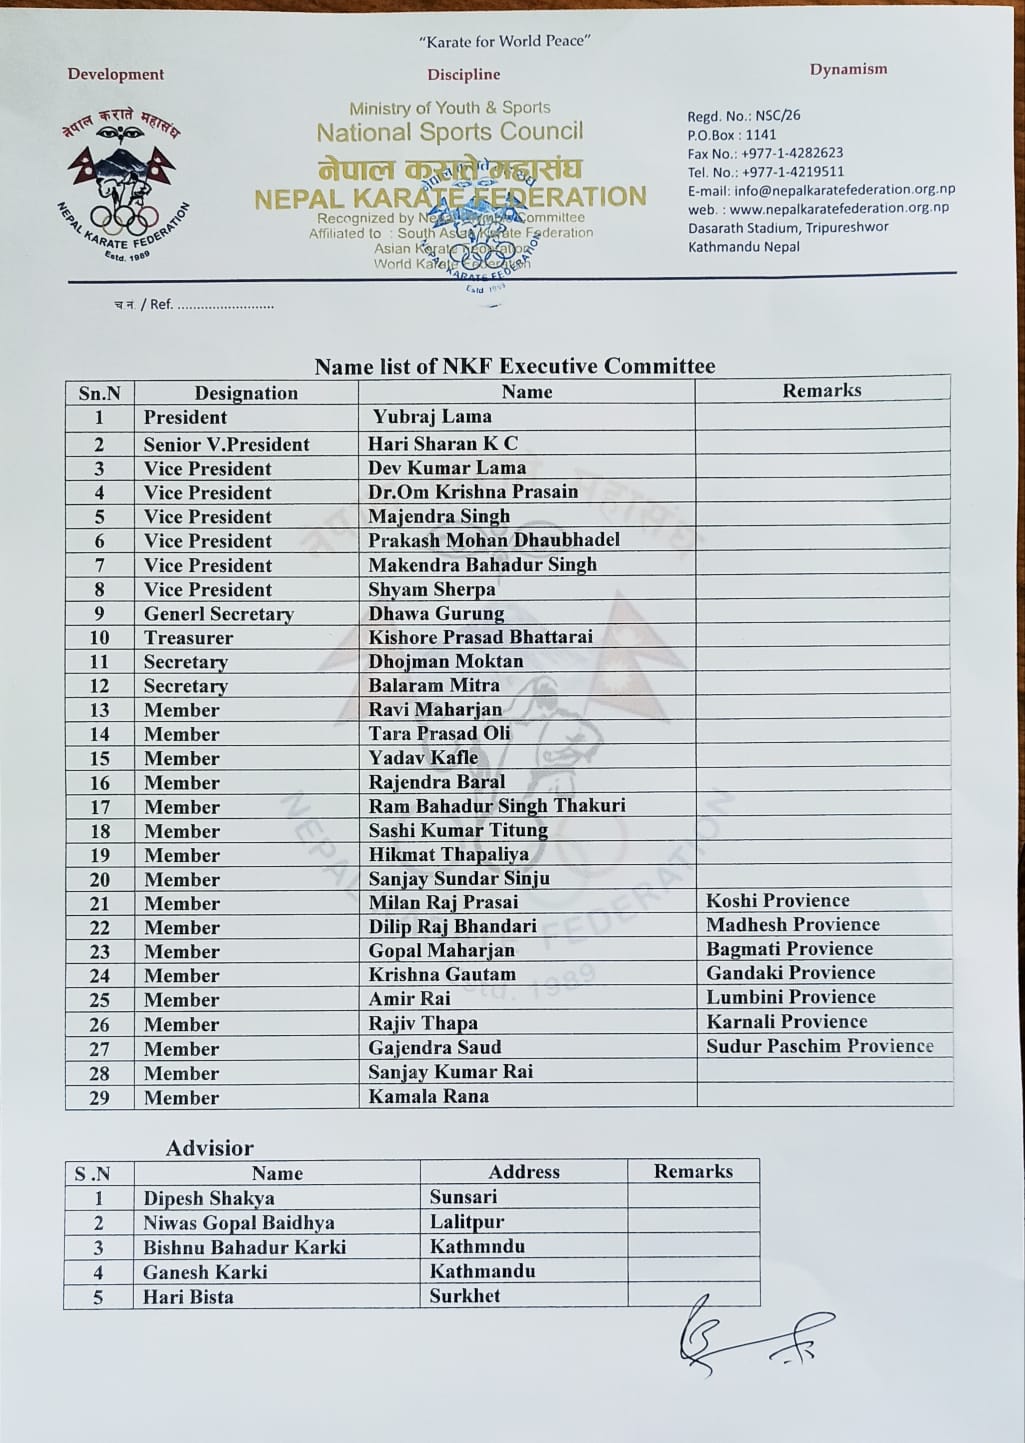 “Karate for World Peace”
Development Discipline Dynamism
नेपाल कराते महासंघ
NEPAL KARATE FEDERATION
Estd. 1989
Ministry of Youth & Sports
National Sports Council
नेपाल कराते महासंघ
NEPAL KARATE FEDERATION
Recognized by Committee
Affiliated to : South Asian Karate Federation
Asian Karate Federation
World Karate Federation
KARATE FEDERATION
Estd
Regd. No.: NSC/26
P.O.Box : 1141
Fax No.: +977-1-4282623
Tel. No.: +977-1-4219511
E-mail: info@nepalkaratefederation.org.np
web. : www.nepalkaratefederation.org.np
Dasarath Stadium, Tripureshwor
Kathmandu Nepal
च.न. / Ref. ........................
Name list of NKF Executive Committee
Sn.N Designation Name Remarks
1 President Yubraj Lama
2 Senior V.President Hari Sharan K C
3 Vice President Dev Kumar Lama
4 Vice President Dr.Om Krishna Prasain
5 Vice President Majendra Singh
6 Vice President Prakash Mohan Dhaubhadel
7 Vice President Makendra Bahadur Singh
8 Vice President Shyam Sherpa
9 Generl Secretary Dhawa Gurung
10 Treasurer Kishore Prasad Bhattarai
11 Secretary Dhojman Moktan
12 Secretary Balaram Mitra
13 Member Ravi Maharjan
14 Member Tara Prasad Oli
15 Member Yadav Kafle
16 Member Rajendra Baral
17 Member Ram Bahadur Singh Thakuri
18 Member Sashi Kumar Titung
19 Member Hikmat Thapaliya
20 Member Sanjay Sundar Sinju
21 Member Milan Raj Prasai Koshi Provience
22 Member Dilip Raj Bhandari Madhesh Provience
23 Member Gopal Maharjan Bagmati Provience
24 Member Krishna Gautam Gandaki Provience
25 Member Amir Rai Lumbini Provience
26 Member Rajiv Thapa Karnali Provience
27 Member Gajendra Saud Sudur Paschim Provience
28 Member Sanjay Kumar Rai
29 Member Kamala Rana
Advisior
S .N Name Address Remarks
1 Dipesh Shakya Sunsari
2 Niwas Gopal Baidhya Lalitpur
3 Bishnu Bahadur Karki Kathmndu
4 Ganesh Karki Kathmandu
5 Hari Bista Surkhet